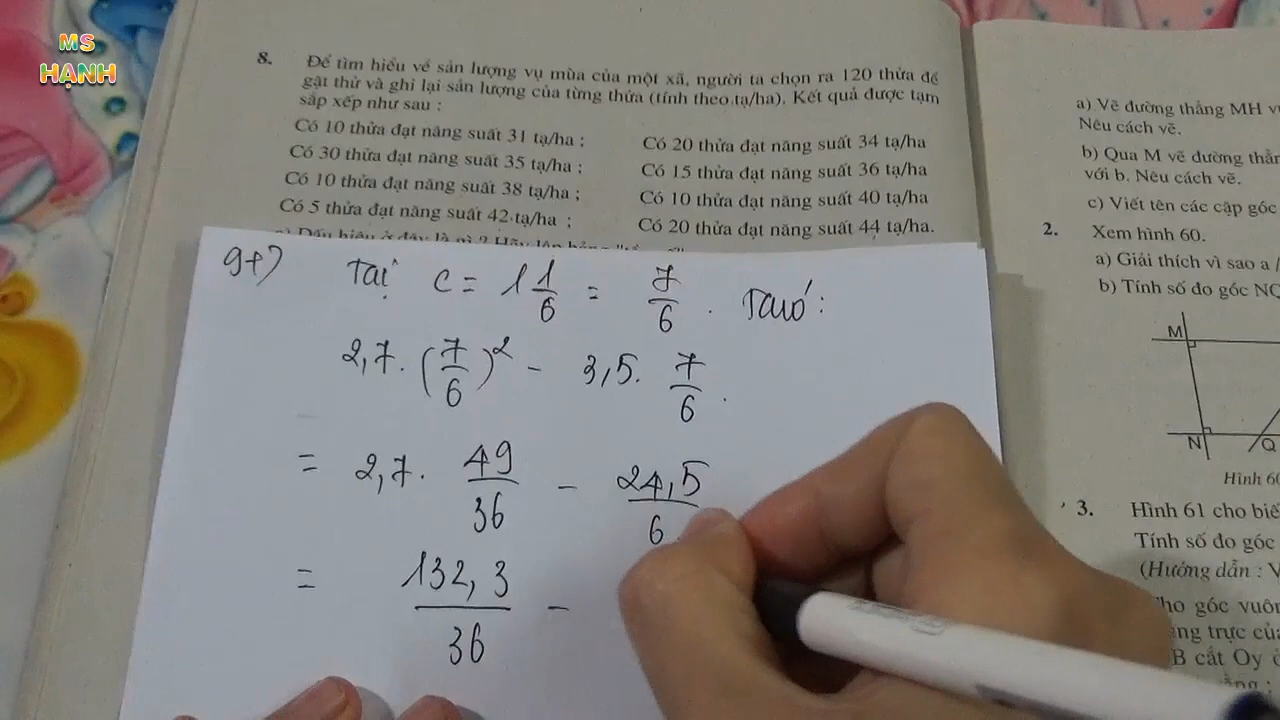 MS
HẠNH
8. Để tìm hiểu về sản lượng vụ mùa của một xã, người ta chọn ra 120 thửa để
gặt thử và ghi lại sản lượng của từng thửa (tính theo tạ/ha). Kết quả được tạm
sắp xếp như sau :
Có 10 thửa đạt năng suất 31 tạ/ha ; Có 20 thửa đạt năng suất 34 tạ/ha
Có 30 thửa đạt năng suất 35 tạ/ha ; Có 15 thửa đạt năng suất 36 tạ/ha
Có 10 thửa đạt năng suất 38 tạ/ha ; Có 10 thửa đạt năng suất 40 tạ/ha
Có 5 thửa đạt năng suất 42 tạ/ha ; Có 20 thửa đạt năng suất 44 tạ/ha.
Tại c = 1 1/6 = 7/6 . Ta có :
2,7. (7/6)² - 3,5. 7/6 .
= 2,7. 49/36 - 24,5/6
= 132,3/36 -
a) Vẽ đường thẳng MH
Nêu cách vẽ.
b) Qua M vẽ đường
với b. Nêu cách vẽ.
c) Viết tên các cặp góc
2. Xem hình 60.
a) Giải thích vì sao a
b) Tính số đo góc
M
N
Q
Hình
3. Hình 61 cho
Tính số đo góc
(Hướng dẫn :
góc
trực
B cắt Oy